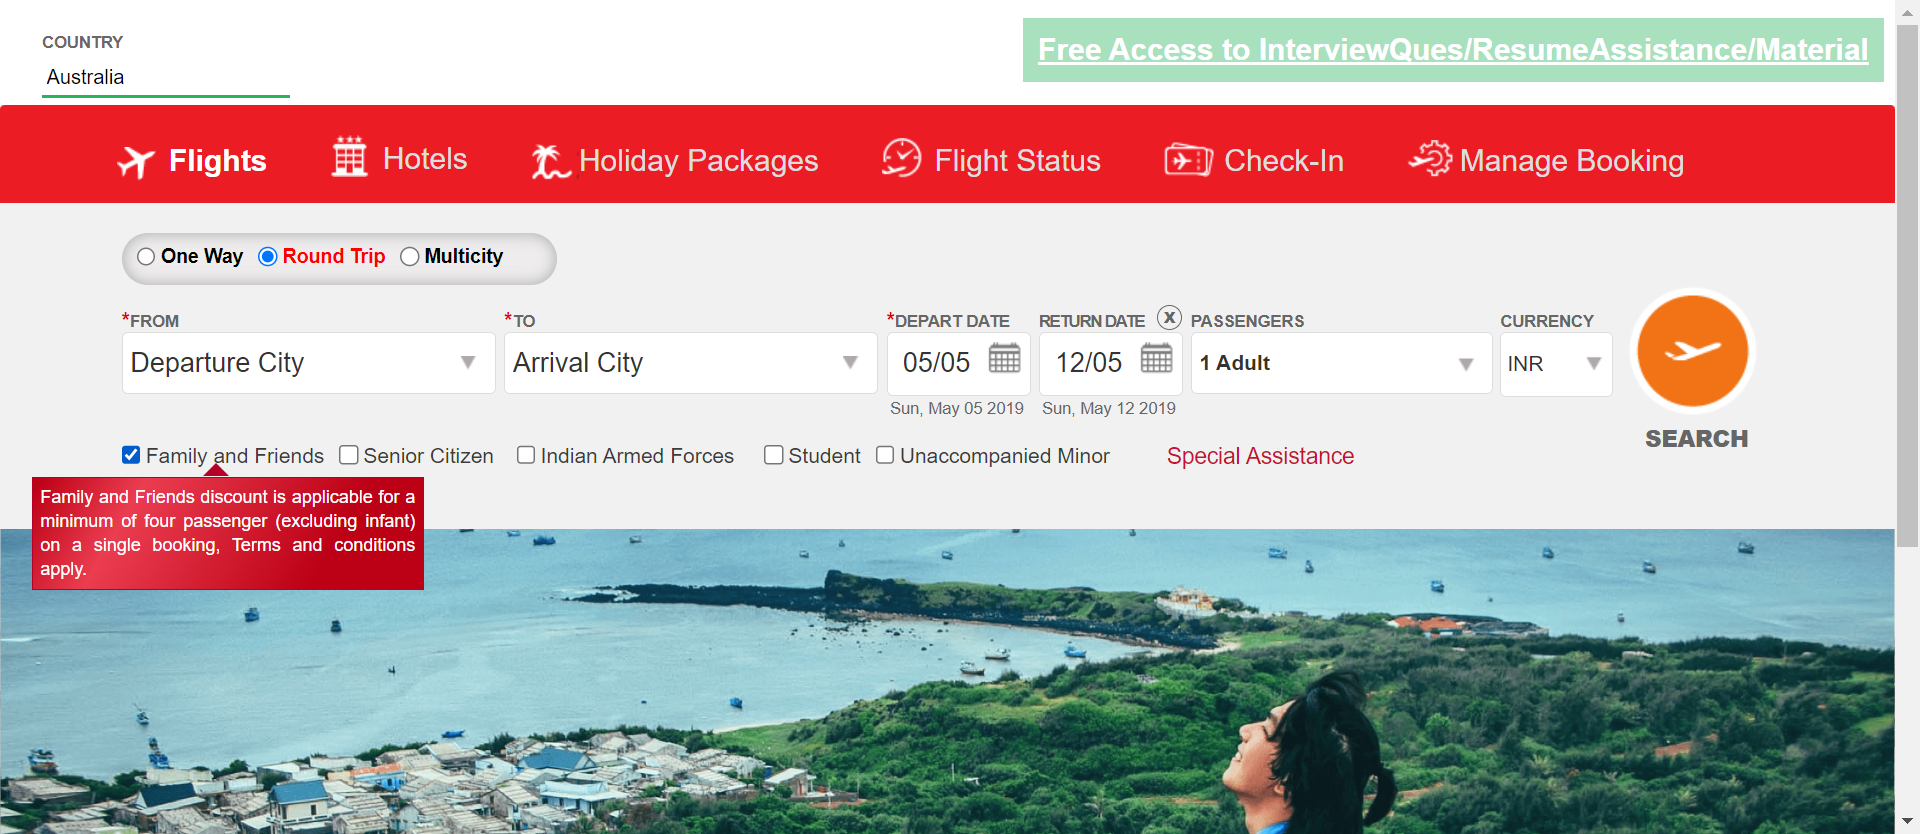 COUNTRY
Australia
Free Access to InterviewQues/ResumeAssistance/Material
Flights
Hotels
Holiday Packages
Flight Status
Check-In
Manage Booking
One Way
Round Trip
Multicity
*FROM
*TO
*DEPART DATE
RETURN DATE
X
PASSENGERS
CURRENCY
Departure City
Arrival City
05/05
12/05
1 Adult
INR
Sun, May 05 2019
Sun, May 12 2019
SEARCH
Family and Friends
Senior Citizen
Indian Armed Forces
Student
Unaccompanied Minor
Special Assistance
Family and Friends discount is applicable for a
minimum of four passenger (excluding infant)
on a single booking, Terms and conditions
apply.